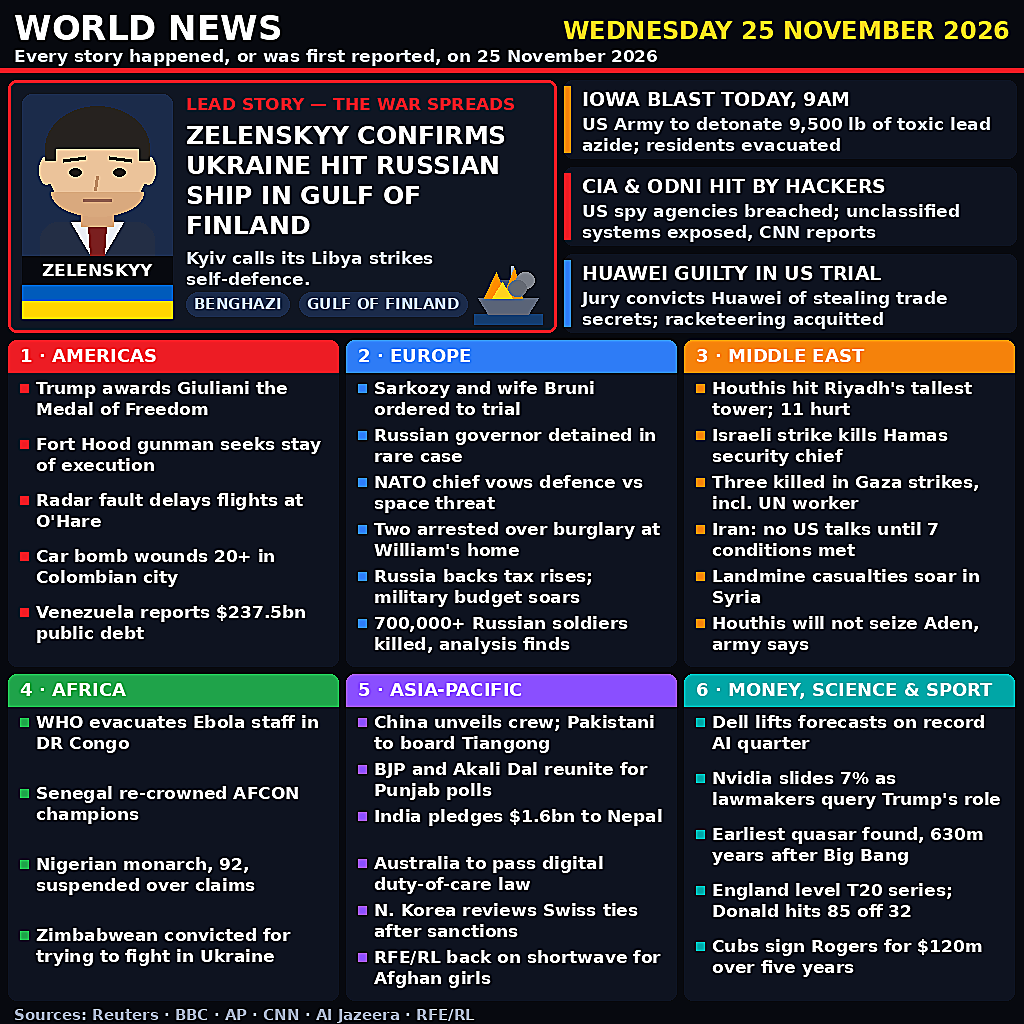 WORLD NEWS
WEDNESDAY 25 NOVEMBER 2026
Every story happened, or was first reported, on 25 November 2026
LEAD STORY — THE WAR SPREADS
ZELENSKYY CONFIRMS
UKRAINE HIT RUSSIAN
SHIP IN GULF OF
FINLAND
Kyiv calls its Libya strikes
self-defence.
BENGHAZI
GULF OF FINLAND
ZELENSKYY
IOWA BLAST TODAY, 9AM
US Army to detonate 9,500 lb of toxic lead
azide; residents evacuated
CIA & ODNI HIT BY HACKERS
US spy agencies breached; unclassified
systems exposed, CNN reports
HUAWEI GUILTY IN US TRIAL
Jury convicts Huawei of stealing trade
secrets; racketeering acquitted
1 · AMERICAS
Trump awards Giuliani the
Medal of Freedom
Fort Hood gunman seeks stay
of execution
Radar fault delays flights at
O'Hare
Car bomb wounds 20+ in
Colombian city
Venezuela reports $237.5bn
public debt
2 · EUROPE
Sarkozy and wife Bruni
ordered to trial
Russian governor detained in
rare case
NATO chief vows defence vs
space threat
Two arrested over burglary at
William's home
Russia backs tax rises;
military budget soars
700,000+ Russian soldiers
killed, analysis finds
3 · MIDDLE EAST
Houthis hit Riyadh's tallest
tower; 11 hurt
Israeli strike kills Hamas
security chief
Three killed in Gaza strikes,
incl. UN worker
Iran: no US talks until 7
conditions met
Landmine casualties soar in
Syria
Houthis will not seize Aden,
army says
4 · AFRICA
WHO evacuates Ebola staff in
DR Congo
Senegal re-crowned AFCON
champions
Nigerian monarch, 92,
suspended over claims
Zimbabwean convicted for
trying to fight in Ukraine
5 · ASIA-PACIFIC
China unveils crew; Pakistani
to board Tiangong
BJP and Akali Dal reunite for
Punjab polls
India pledges $1.6bn to Nepal
Australia to pass digital
duty-of-care law
N. Korea reviews Swiss ties
after sanctions
RFE/RL back on shortwave for
Afghan girls
6 · MONEY, SCIENCE & SPORT
Dell lifts forecasts on record
AI quarter
Nvidia slides 7% as
lawmakers query Trump's role
Earliest quasar found, 630m
years after Big Bang
England level T20 series;
Donald hits 85 off 32
Cubs sign Rogers for $120m
over five years
Sources: Reuters · BBC · AP · CNN · Al Jazeera · RFE/RL